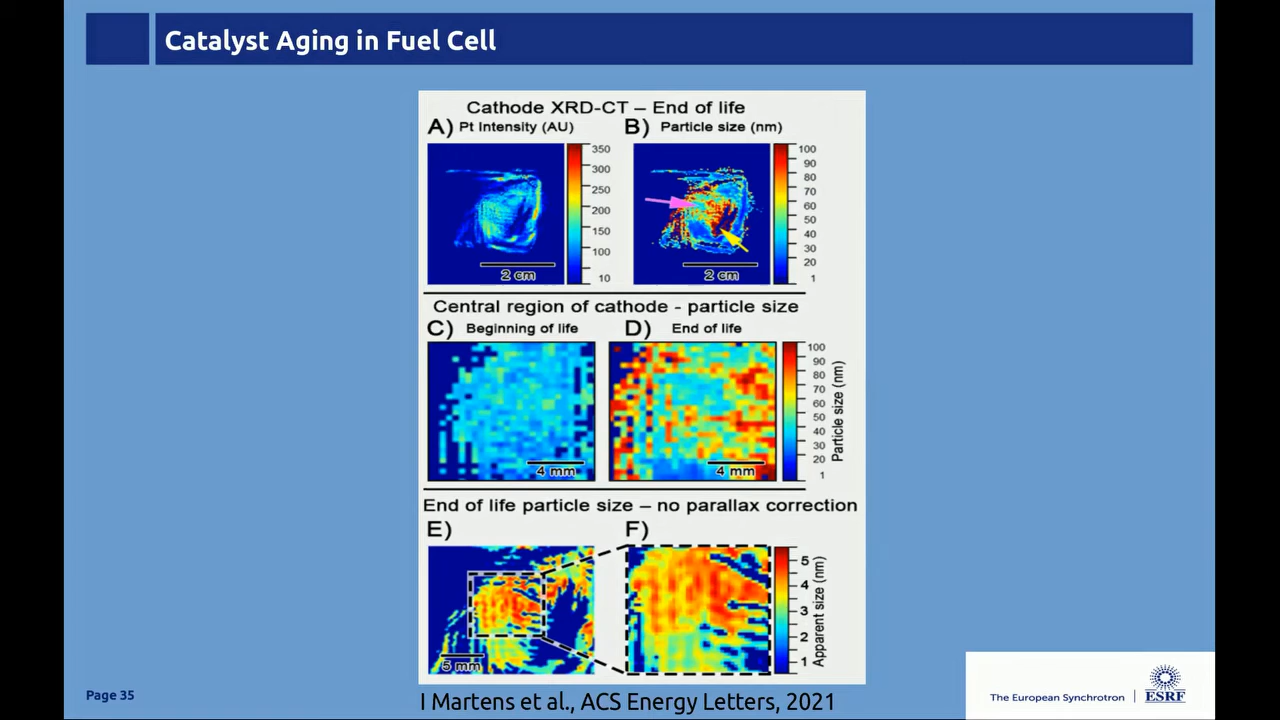 Catalyst Aging in Fuel Cell
Cathode XRD-CT – End of life
A) Pt Intensity (AU)
B) Particle size (nm)
350
300
250
200
150
100
10
100
90
80
70
60
50
40
30
20
1
2 cm
2 cm
Central region of cathode - particle size
C) Beginning of life
D) End of life
100
90
80
70
60
50
40
30
20
1
Particle size (nm)
4 mm
4 mm
End of life particle size – no parallax correction
E)
F)
5
4
3
2
1
Apparent size (nm)
5 mm
Page 35
I Martens et al., ACS Energy Letters, 2021
The European Synchrotron
ESRF